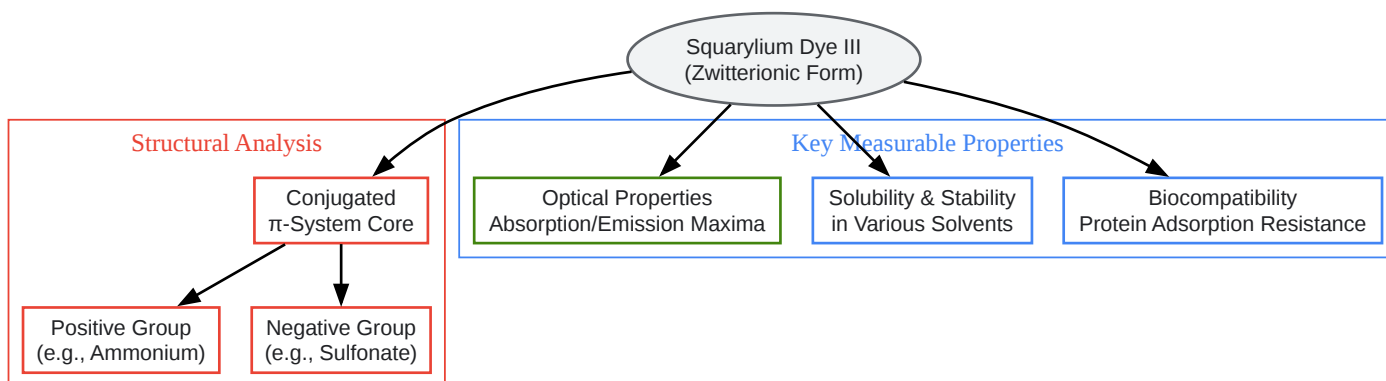 Squarylium Dye III
(Zwitterionic Form)
Structural Analysis
Key Measurable Properties
Conjugated
π-System Core
Optical Properties
Absorption/Emission Maxima
Solubility & Stability
in Various Solvents
Biocompatibility
Protein Adsorption Resistance
Positive Group
(e.g., Ammonium)
Negative Group
(e.g., Sulfonate)